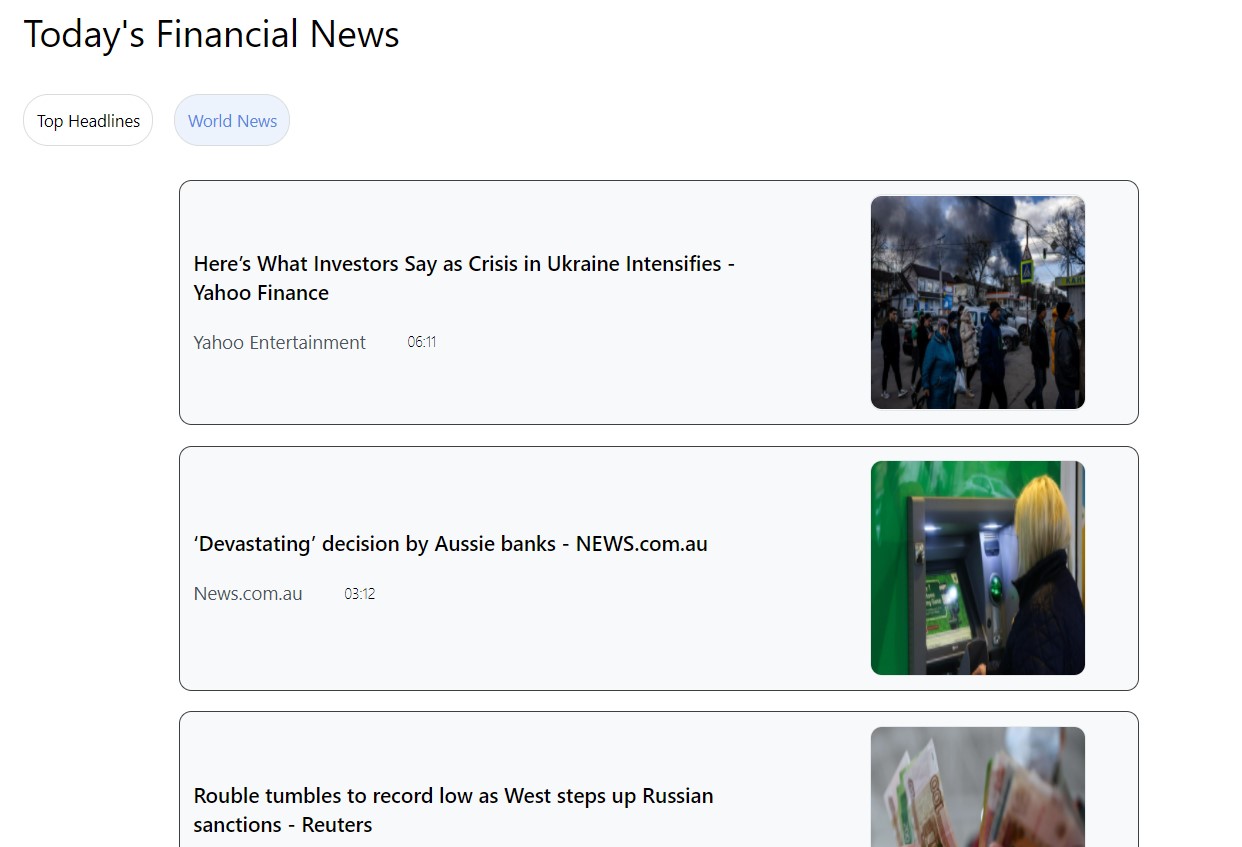 Today's Financial News
Top Headlines
World News
Here’s What Investors Say as Crisis in Ukraine Intensifies -
Yahoo Finance
Yahoo Entertainment
06:11
‘Devastating’ decision by Aussie banks - NEWS.com.au
News.com.au
03:12
Rouble tumbles to record low as West steps up Russian
sanctions - Reuters